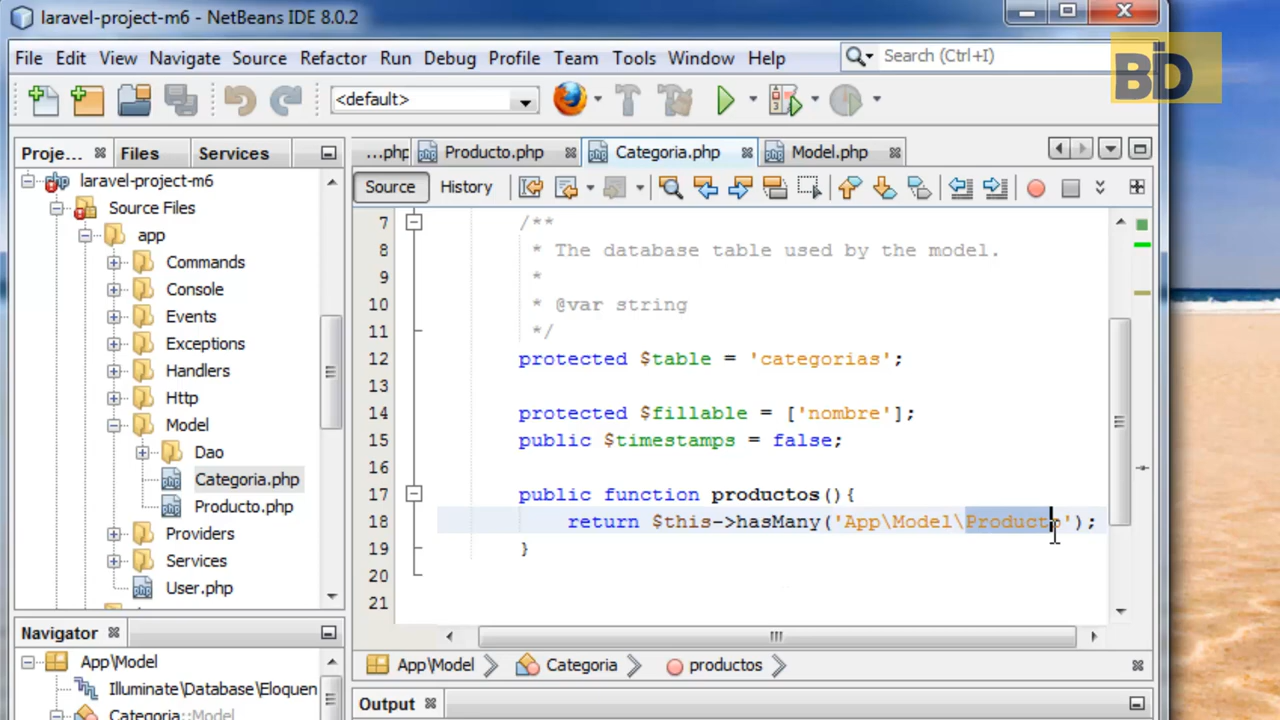 laravel-project-m6 - NetBeans IDE 8.0.2
File Edit View Navigate Source Refactor Run Debug Profile Team Tools Window Help
Search (Ctrl+I)
BD
<default>
Proje...
Files
Services
...php
Producto.php
Categoria.php
Model.php
Source
History
laravel-project-m6
Source Files
app
Commands
Console
Events
Exceptions
Handlers
Http
Model
Dao
Categoria.php
Producto.php
Providers
Services
User.php
7 /**
8 * The database table used by the model.
9 *
10 * @var string
11 */
12 protected $table = 'categorias';
13
14 protected $fillable = ['nombre'];
15 public $timestamps = false;
16
17 public function productos(){
18 return $this->hasMany('App\Model\Producto');
19 }
20
21
Navigator
App\Model
Illuminate\Database\Eloquen
Categoria::Model
App\Model
Categoria
productos
Output